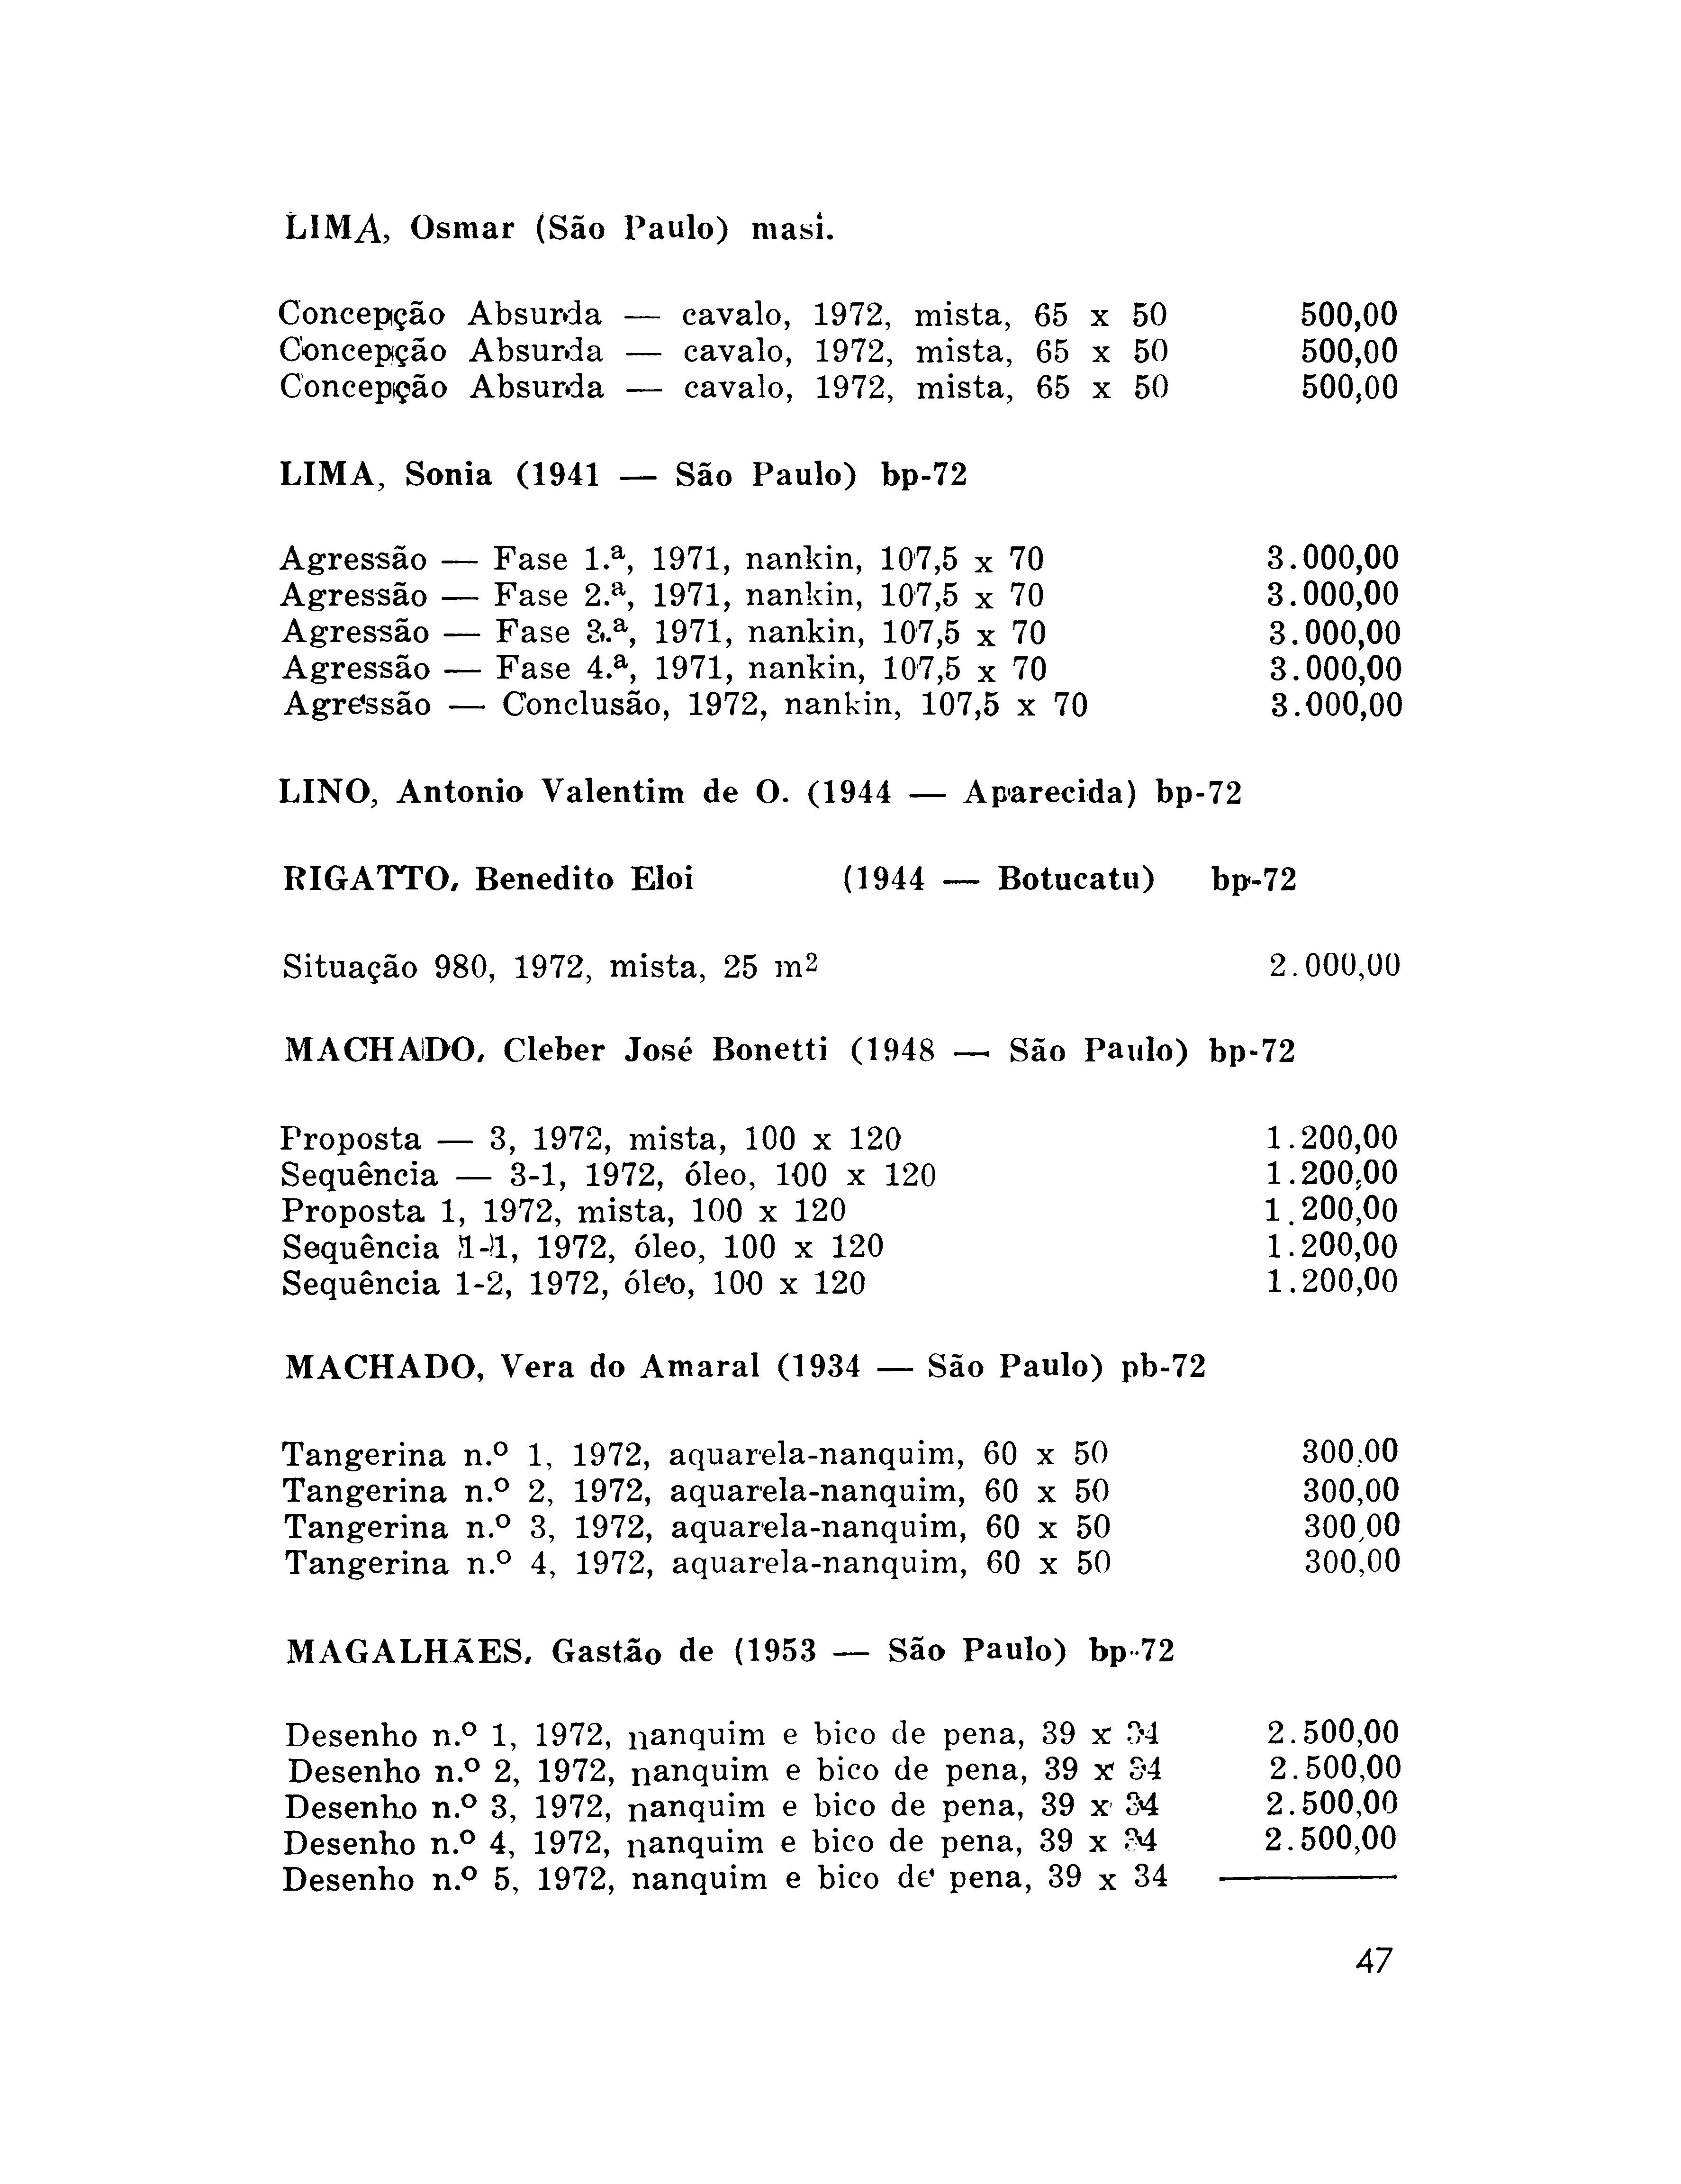 LIMA, Osmar (São Paulo) masi.
Concepção Absurda — cavalo, 1972, mista, 65 x 50 500,00
Concepção Absurda — cavalo, 1972, mista, 65 x 50 500,00
Concepção Absurda — cavalo, 1972, mista, 65 x 50 500,00
LIMA, Sonia (1941 — São Paulo) bp-72
Agressão — Fase 1.ª, 1971, nankin, 107,5 x 70 3.000,00
Agressão — Fase 2.ª, 1971, nankin, 107,5 x 70 3.000,00
Agressão — Fase 3.ª, 1971, nankin, 107,5 x 70 3.000,00
Agressão — Fase 4.ª, 1971, nankin, 107,5 x 70 3.000,00
Agressão — Conclusão, 1972, nankin, 107,5 x 70 3.000,00
LINO, Antonio Valentim de O. (1944 — Aparecida) bp-72
RIGATTO, Benedito Eloi (1944 — Botucatu) bp-72
Situação 980, 1972, mista, 25 m2 2.000,00
MACHADO, Cleber José Bonetti (1948 — São Paulo) bp-72
Proposta — 3, 1972, mista, 100 x 120 1.200,00
Sequência — 3-1, 1972, óleo, 100 x 120 1.200,00
Proposta 1, 1972, mista, 100 x 120 1.200,00
Sequência 1-1, 1972, óleo, 100 x 120 1.200,00
Sequência 1-2, 1972, óleo, 100 x 120 1.200,00
MACHADO, Vera do Amaral (1934 — São Paulo) pb-72
Tangerina n.º 1, 1972, aquarela-nanquim, 60 x 50 300,00
Tangerina n.º 2, 1972, aquarela-nanquim, 60 x 50 300,00
Tangerina n.º 3, 1972, aquarela-nanquim, 60 x 50 300,00
Tangerina n.º 4, 1972, aquarela-nanquim, 60 x 50 300,00
MAGALHÃES, Gastão de (1953 — São Paulo) bp-72
Desenho n.º 1, 1972, nanquim e bico de pena, 39 x 34 2.500,00
Desenho n.º 2, 1972, nanquim e bico de pena, 39 x 34 2.500,00
Desenho n.º 3, 1972, nanquim e bico de pena, 39 x 34 2.500,00
Desenho n.º 4, 1972, nanquim e bico de pena, 39 x 34 2.500,00
Desenho n.º 5, 1972, nanquim e bico de pena, 39 x 34 ———
47